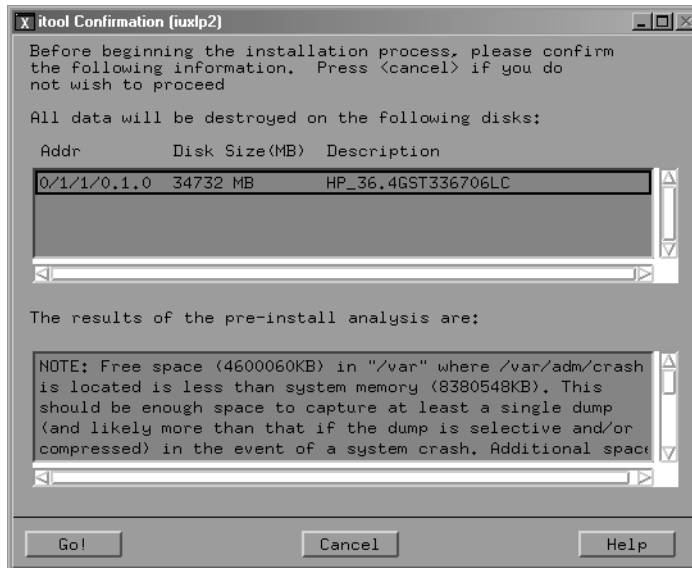 X itool Confirmation (iuxlp2)
Before beginning the installation process, please confirm
the following information.  Press <cancel> if you do
not wish to proceed
All data will be destroyed on the following disks:
Addr Disk Size(MB) Description
0/1/1/0.1.0 34732 MB HP_36.4GST336706LC
The results of the pre-install analysis are:
NOTE: Free space (4600060KB) in "/var" where /var/adm/crash
is located is less than system memory (8380548KB). This
should be enough space to capture at least a single dump
(and likely more than that if the dump is selective and/or
compressed) in the event of a system crash. Additional space
Go! Cancel Help